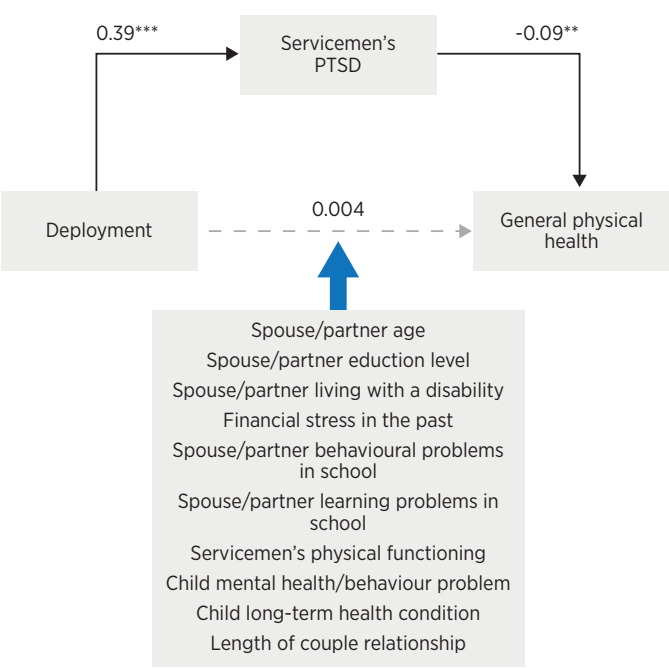 0.39***
Servicemen's
PTSD
-0.09**
Deployment
0.004
General physical
health
Spouse/partner age
Spouse/partner eduction level
Spouse/partner living with a disability
Financial stress in the past
Spouse/partner behavioural problems
in school
Spouse/partner learning problems in
school
Servicemen's physical functioning
Child mental health/behaviour problem
Child long-term health condition
Length of couple relationship